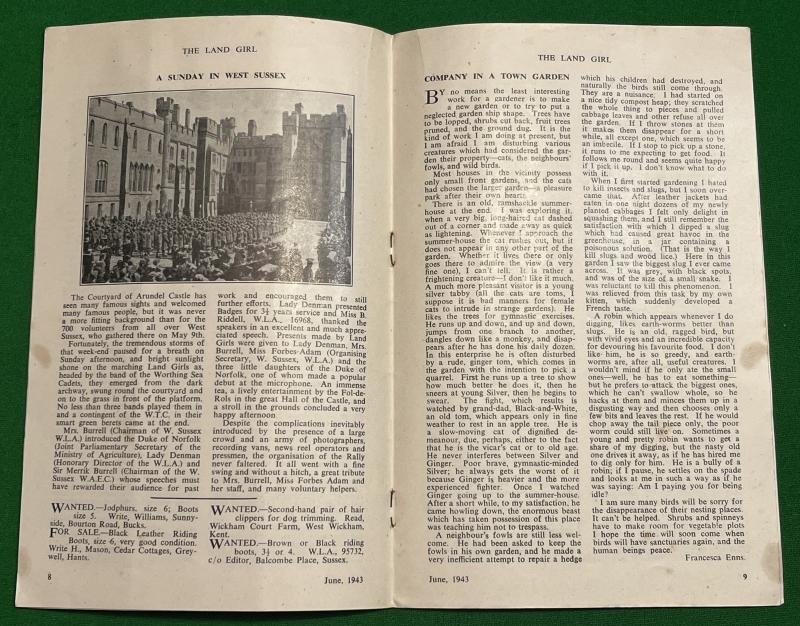 THE LAND GIRL
A SUNDAY IN WEST SUSSEX
The Courtyard of Arundel Castle has
seen many famous sights and welcomed
many famous people, but it was never
a more fitting background than for the
700 volunteers from all over West
Sussex, who gathered there on May 9th.
Fortunately, the tremendous storms of
that week-end paused for a breath on
Sunday afternoon, and bright sunlight
shone on the marching Land Girls as,
headed by the band of the Worthing Sea
Cadets, they emerged from the dark
archway, swung round the courtyard and
on to the grass in front of the platform.
No less than three bands played them in
and a contingent of the W.T.C. in their
smart green berets came at the end.
Mrs. Burrell (Chairman of W. Sussex
W.L.A.) introduced the Duke of Norfolk
(Joint Parliamentary Secretary of the
Ministry of Agriculture), Lady Denman
(Honorary Director of the W.L.A.) and
Sir Merrik Burrell (Chairman of the W.
Sussex W.A.E.C.) whose speeches must
have rewarded their audience for past
work and encouraged them to still
further efforts. Lady Denman presented
Badges for 3½ years service and Miss B.
Riddell, W.L.A., 16968, thanked the
speakers in an excellent and much appre-
ciated speech. Presents made by Land
Girls were given to Lady Denman, Mrs.
Burrell, Miss Forbes-Adam (Organising
Secretary, W. Sussex, W.L.A.) and the
three little daughters of the Duke of
Norfolk, one of whom made a popular
debut at the microphone. An immense
tea, a lively entertainment by the Fol-de-
Rols in the great Hall of the Castle, and
a stroll in the grounds concluded a very
happy afternoon.
Despite the complications inevitably
introduced by the presence of a large
crowd and an army of photographers,
recording vans, news reel operators and
pressmen, the organisation of the Rally
never faltered. It all went with a fine
swing and without a hitch, a great tribute
to Mrs. Burrell, Miss Forbes Adam and
her staff, and many voluntary helpers.
WANTED.—Jodphurs, size 6; Boots
size 5. Write, Williams, Sunny-
side, Bourton Road, Bucks.
FOR SALE.—Black Leather Riding
Boots, size 6, very good condition.
Write H., Mason, Cedar Cottages, Grey-
well, Hants.
WANTED.—Second-hand pair of hair
clippers for dog trimming. Read,
Wickham Court Farm, West Wickham,
Kent.
WANTED.—Brown or Black riding
boots, 3½ or 4. W.L.A., 95732,
c/o Editor, Balcombe Place, Sussex.
8
June, 1943
THE LAND GIRL
COMPANY IN A TOWN GARDEN
BY no means the least interesting
work for a gardener is to make
a new garden or to try to put a
neglected garden ship shape. Trees have
to be lopped, shrubs cut back, fruit trees
pruned, and the ground dug. It is the
kind of work I am doing at present, but
I am afraid I am disturbing various
creatures which had considered the gar-
den their property—cats, the neighbours'
fowls, and wild birds.
Most houses in the vicinity possess
only small front gardens, and the cats
had chosen the larger garden—a pleasure
park after their own hearts.
There is an old, ramshackle summer-
house at the end. I was exploring it,
when a very big, long-haired cat dashed
out of a corner and made away as quick
as lightening. Whenever I approach the
summer-house the cat rushes out, but it
does not appear in any other part of the
garden. Whether it lives there or only
goes there to admire the view (a very
fine one), I can't tell. It is rather a
frightening creature—I don't like it much.
A much more pleasant visitor is a young
silver tabby (all the cats are toms, I
suppose it is bad manners for female
cats to intrude in strange gardens). He
likes the trees for gymnastic exercises.
He runs up and down, and up and down,
jumps from one branch to another,
dangles down like a monkey, and disap-
pears after he has done his daily dozen.
In this enterprise he is often disturbed
by a rude, ginger tom, which comes in
the garden with the intention to pick a
quarrel. First he runs up a tree to show
how much better he does it, then he
sneers at young Silver, then he begins to
swear. The fight, which results is
watched by grand-dad, Black-and-White,
an old tom, which appears only in fine
weather to rest in an apple tree. He is
a slow-moving cat of dignified de-
meanour, due, perhaps, either to the fact
that he is the vicar's cat or to old age.
He never interferes between Silver and
Ginger. Poor brave, gymnastic-minded
Silver; he always gets the worst of it
because Ginger is heavier and the more
experienced fighter. Once I watched
Ginger going up to the summer-house.
After a short while, to my satisfaction, he
came howling down, the enormous beast
which has taken possession of this place
was teaching him not to trespass.
A neighbour's fowls are still less wel-
come. He had been asked to keep the
fowls in his own garden, and he made a
very inefficient attempt to repair a hedge
which his children had destroyed, and
naturally the birds still come through.
They are a nuisance. I had started on
a nice tidy compost heap; they scratched
the whole thing to pieces and pulled
cabbage leaves and other refuse all over
the garden. If I throw stones at them
it makes them disappear for a short
while, all except one, which seems to be
an imbecile. If I stop to pick up a stone,
it runs to me expecting to get food. It
follows me round and seems quite happy
if I pick it up. I don't know what to do
with it.
When I first started gardening I hated
to kill insects and slugs, but I soon over-
came that. After leather jackets had
eaten in one night dozens of my newly
planted cabbages I felt only delight in
squashing them, and I still remember the
satisfaction with which I dipped a slug
which had caused great havoc in the
greenhouse, in a jar containing a
poisonous solution. (That is the way I
kill slugs and wood lice.) Here in this
garden I saw the biggest slug I ever came
across. It was grey, with black spots,
and was of the size of a small snake. I
was reluctant to kill this phenomenon. I
was relieved from this task by my own
kitten, which suddenly developed a
French taste.
A robin which appears whenever I do
digging, likes earth-worms better than
slugs. He is an old, ragged bird, but
with vivid eyes and an incredible capacity
for devouring his favourite food. I don't
like him, he is so greedy, and earth-
worms are, after all, useful creatures. I
wouldn't mind if he only ate the small
ones—well, he has to eat something—
but he prefers to attack the biggest ones,
which he can't swallow whole, so he
hacks at them and minces them up in a
disgusting way and then chooses only a
few bits and leaves the rest. If he would
chop away the tail piece only, the poor
worm could still live on. Sometimes a
young and pretty robin wants to get a
share of my digging, but the nasty old
one drives it away, as if he has hired me
to dig only for him. He is a bully of a
robin; if I pause, he settles on the spade
and looks at me in such a way as if he
was saying: Am I paying you for being
idle?
I am sure many birds will be sorry for
the disappearance of their nesting places.
It can't be helped. Shrubs and spinneys
have to make room for vegetable plots
I hope the time will soon come when
birds will have sanctuaries again, and the
human beings peace.
Francesca Enns.
June, 1943
9